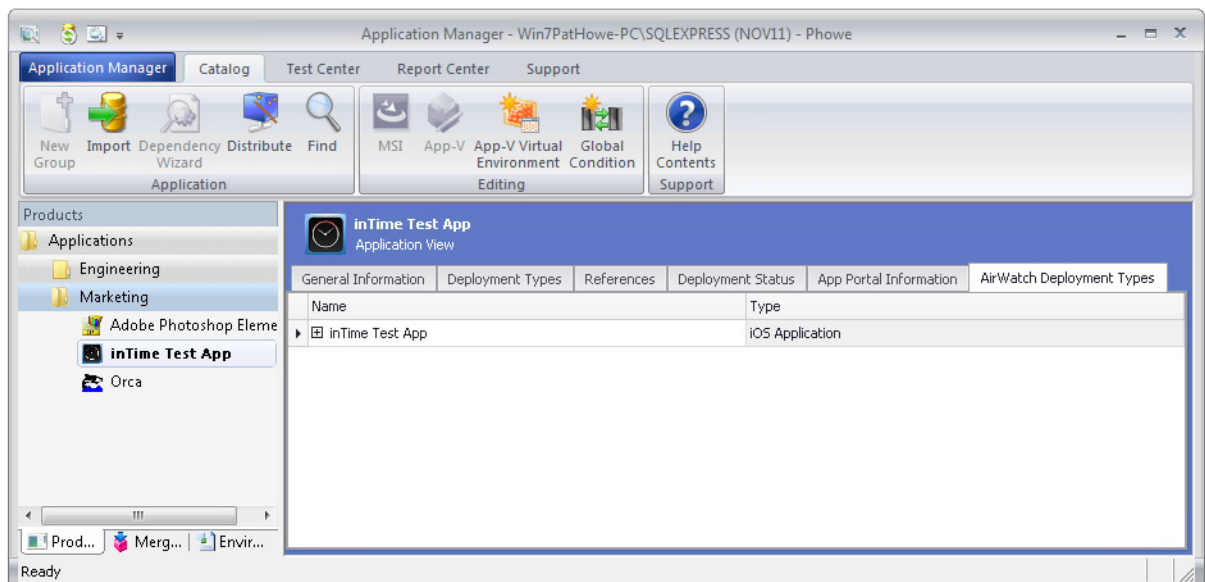 Application Manager - Win7PatHowe-PC\SQLEXPRESS (NOV11) - Phowe
Application Manager Catalog Test Center Report Center Support
New Group Import Dependency Wizard Distribute Find MSI App-V App-V Virtual Environment Global Condition Help Contents
Application Editing Support
Products
Applications
Engineering
Marketing
Adobe Photoshop Eleme
inTime Test App
Orca
Prod... Merg... Envir...
inTime Test App
Application View
General Information Deployment Types References Deployment Status App Portal Information AirWatch Deployment Types
Name Type
inTime Test App iOS Application
Ready